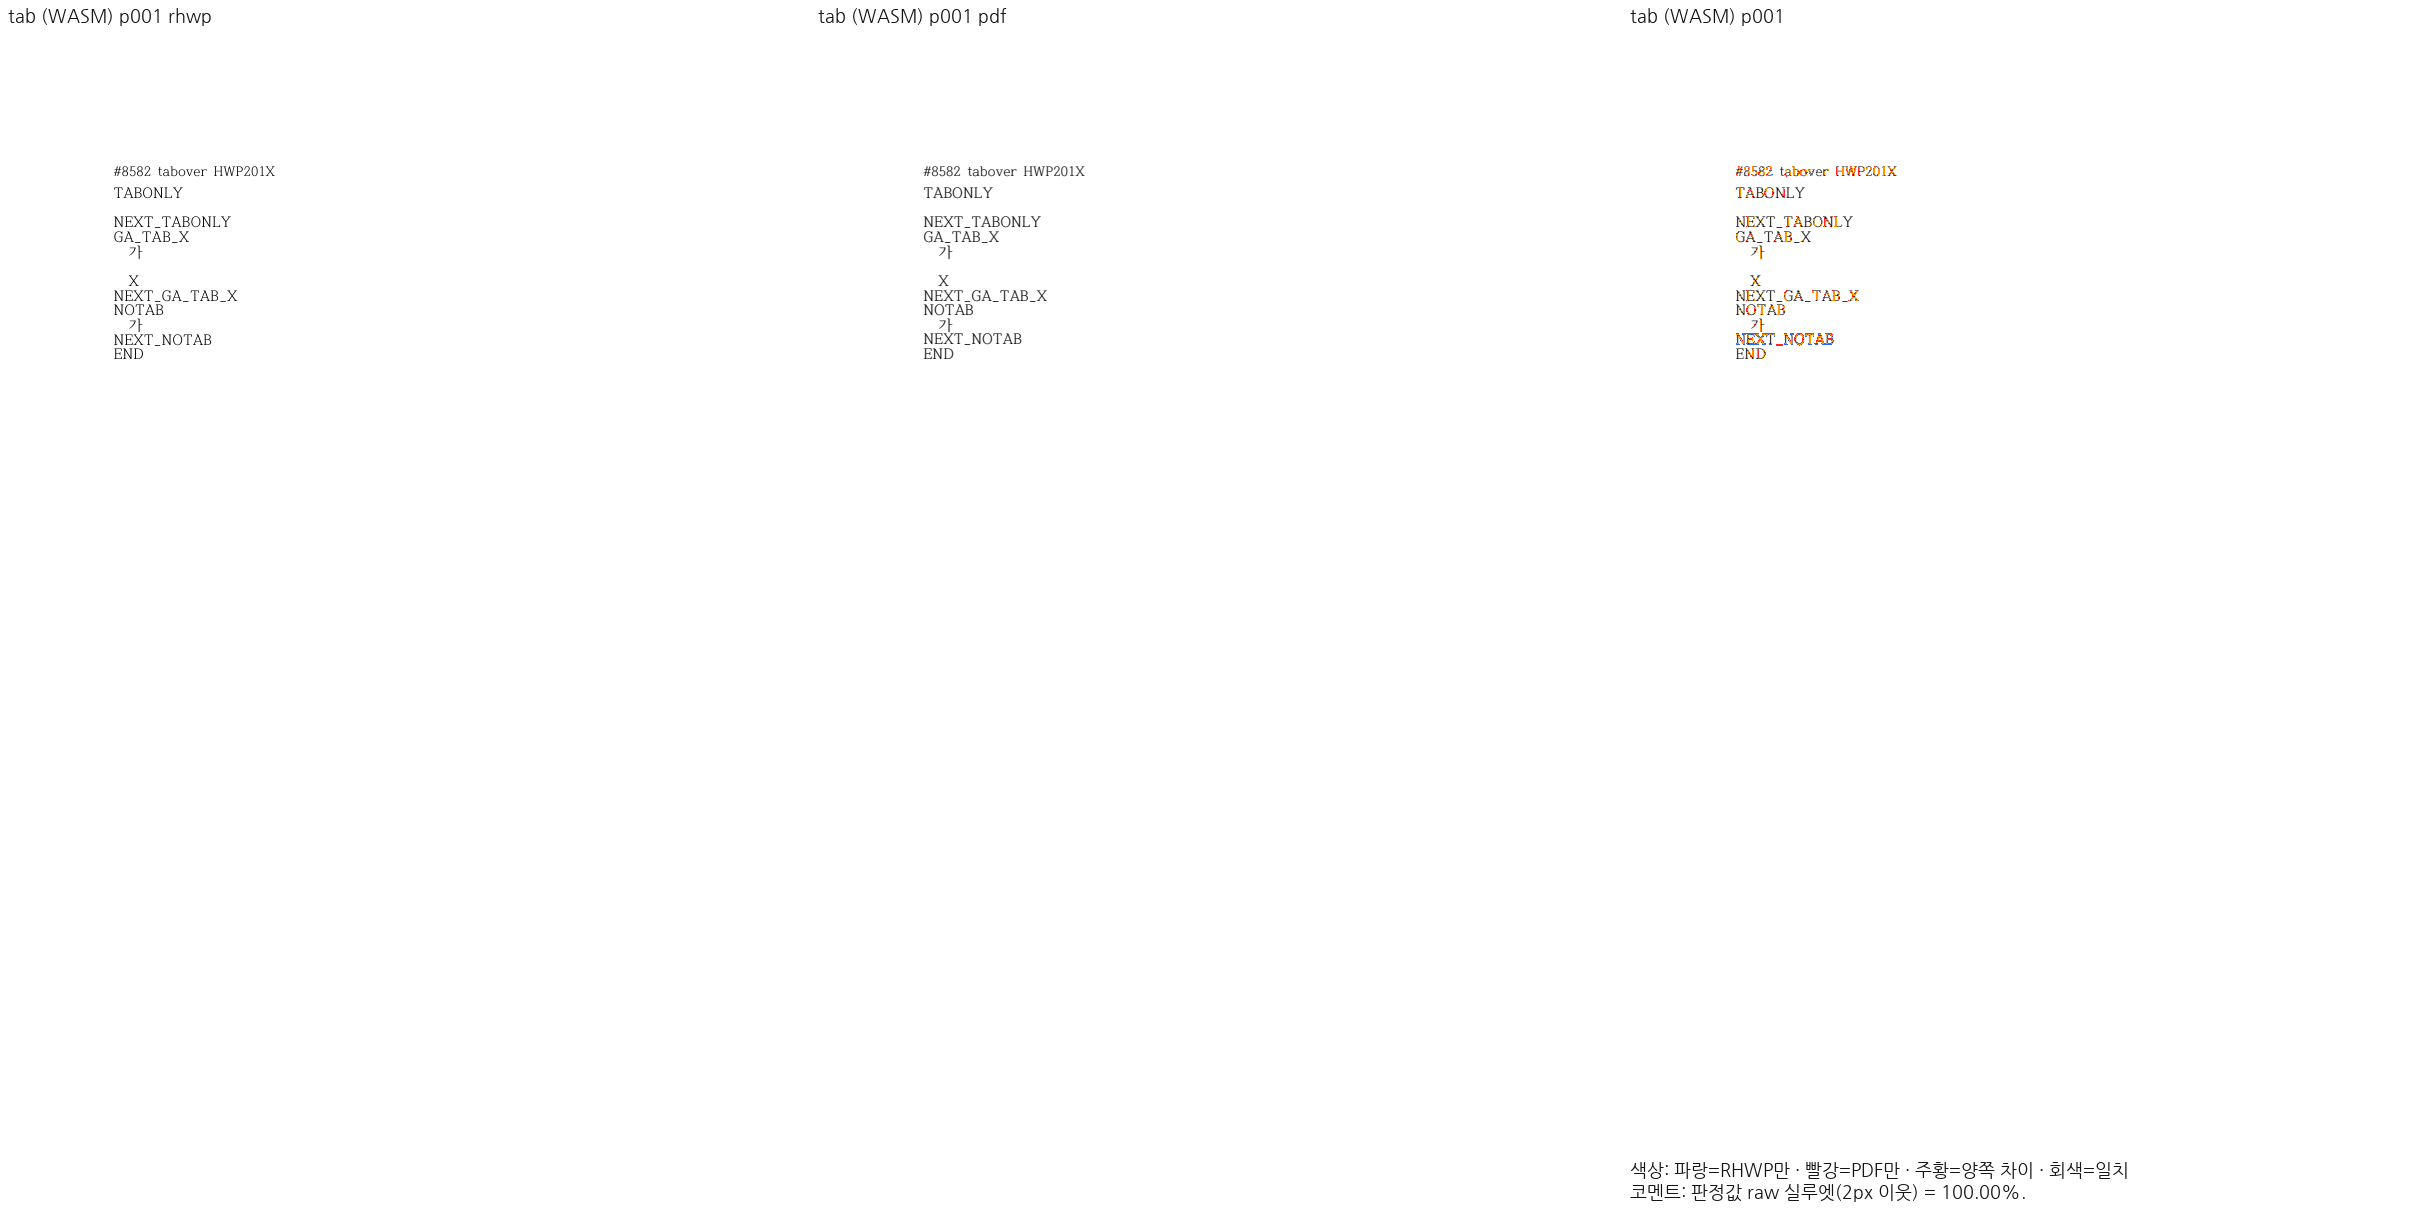 tab (WASM) p001 rhwp
#8582 tabover HWP201X
TABONLY
NEXT_TABONLY
GA_TAB_X
가
X
NEXT_GA_TAB_X
NOTAB
가
NEXT_NOTAB
END
tab (WASM) p001 pdf
#8582 tabover HWP201X
TABONLY
NEXT_TABONLY
GA_TAB_X
가
X
NEXT_GA_TAB_X
NOTAB
가
NEXT_NOTAB
END
tab (WASM) p001
#8582 tabover HWP201X
TABONLY
NEXT_TABONLY
GA_TAB_X
가
X
NEXT_GA_TAB_X
NOTAB
가
NEXT_NOTAB
END
색상: 파랑=RHWP만 · 빨강=PDF만 · 주황=양쪽 차이 · 회색=일치
코멘트: 판정값 raw 실루엣(2px 이웃) = 100.00%.